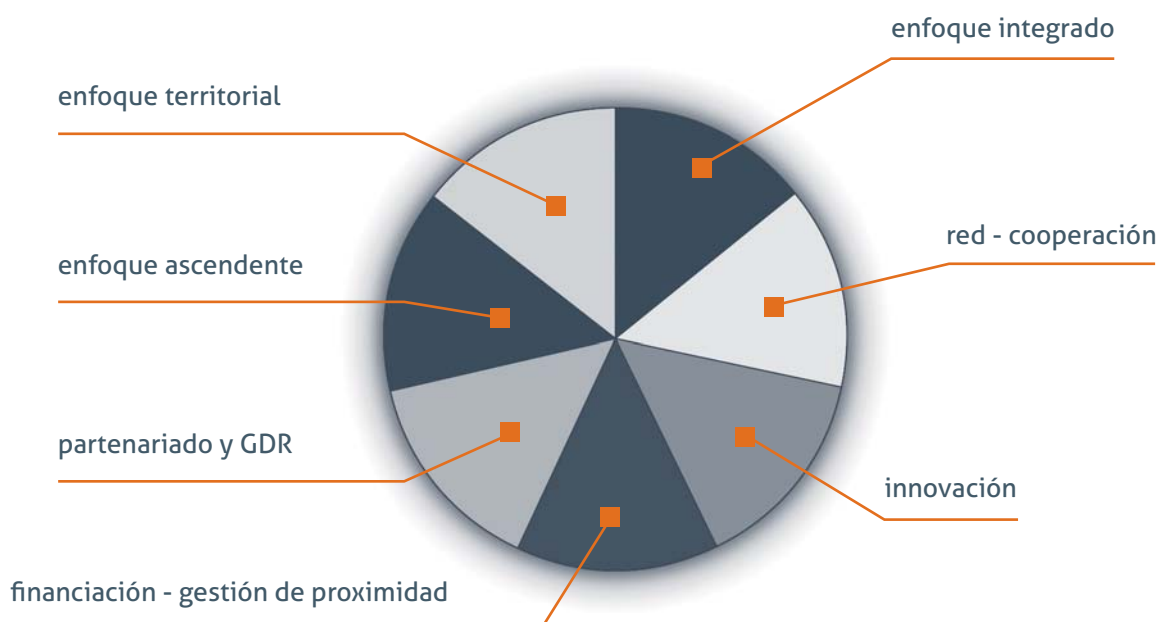 enfoque integrado
enfoque territorial
red - cooperación
enfoque ascendente
partenariado y GDR
innovación
financiación - gestión de proximidad